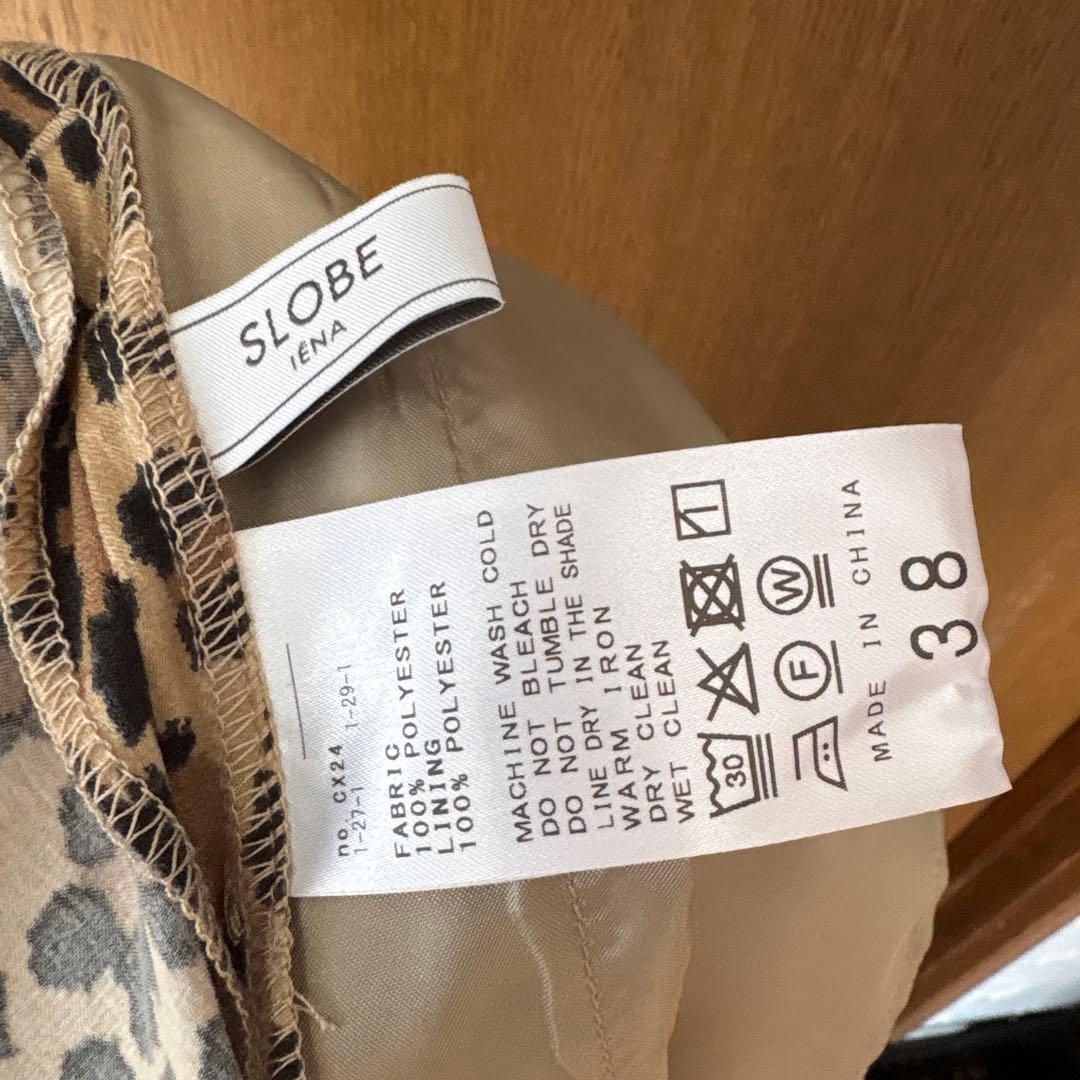 SLOBE
IÉNA
no. CX24
1-27-1 1-29-1
FABRIC
100% POLYESTER
LINING
100% POLYESTER
MACHINE WASH COLD
DO NOT BLEACH
DO NOT TUMBLE DRY
LINE DRY IN THE SHADE
WARM IRON
DRY CLEAN
WET CLEAN
30
F
W
MADE IN CHINA
38